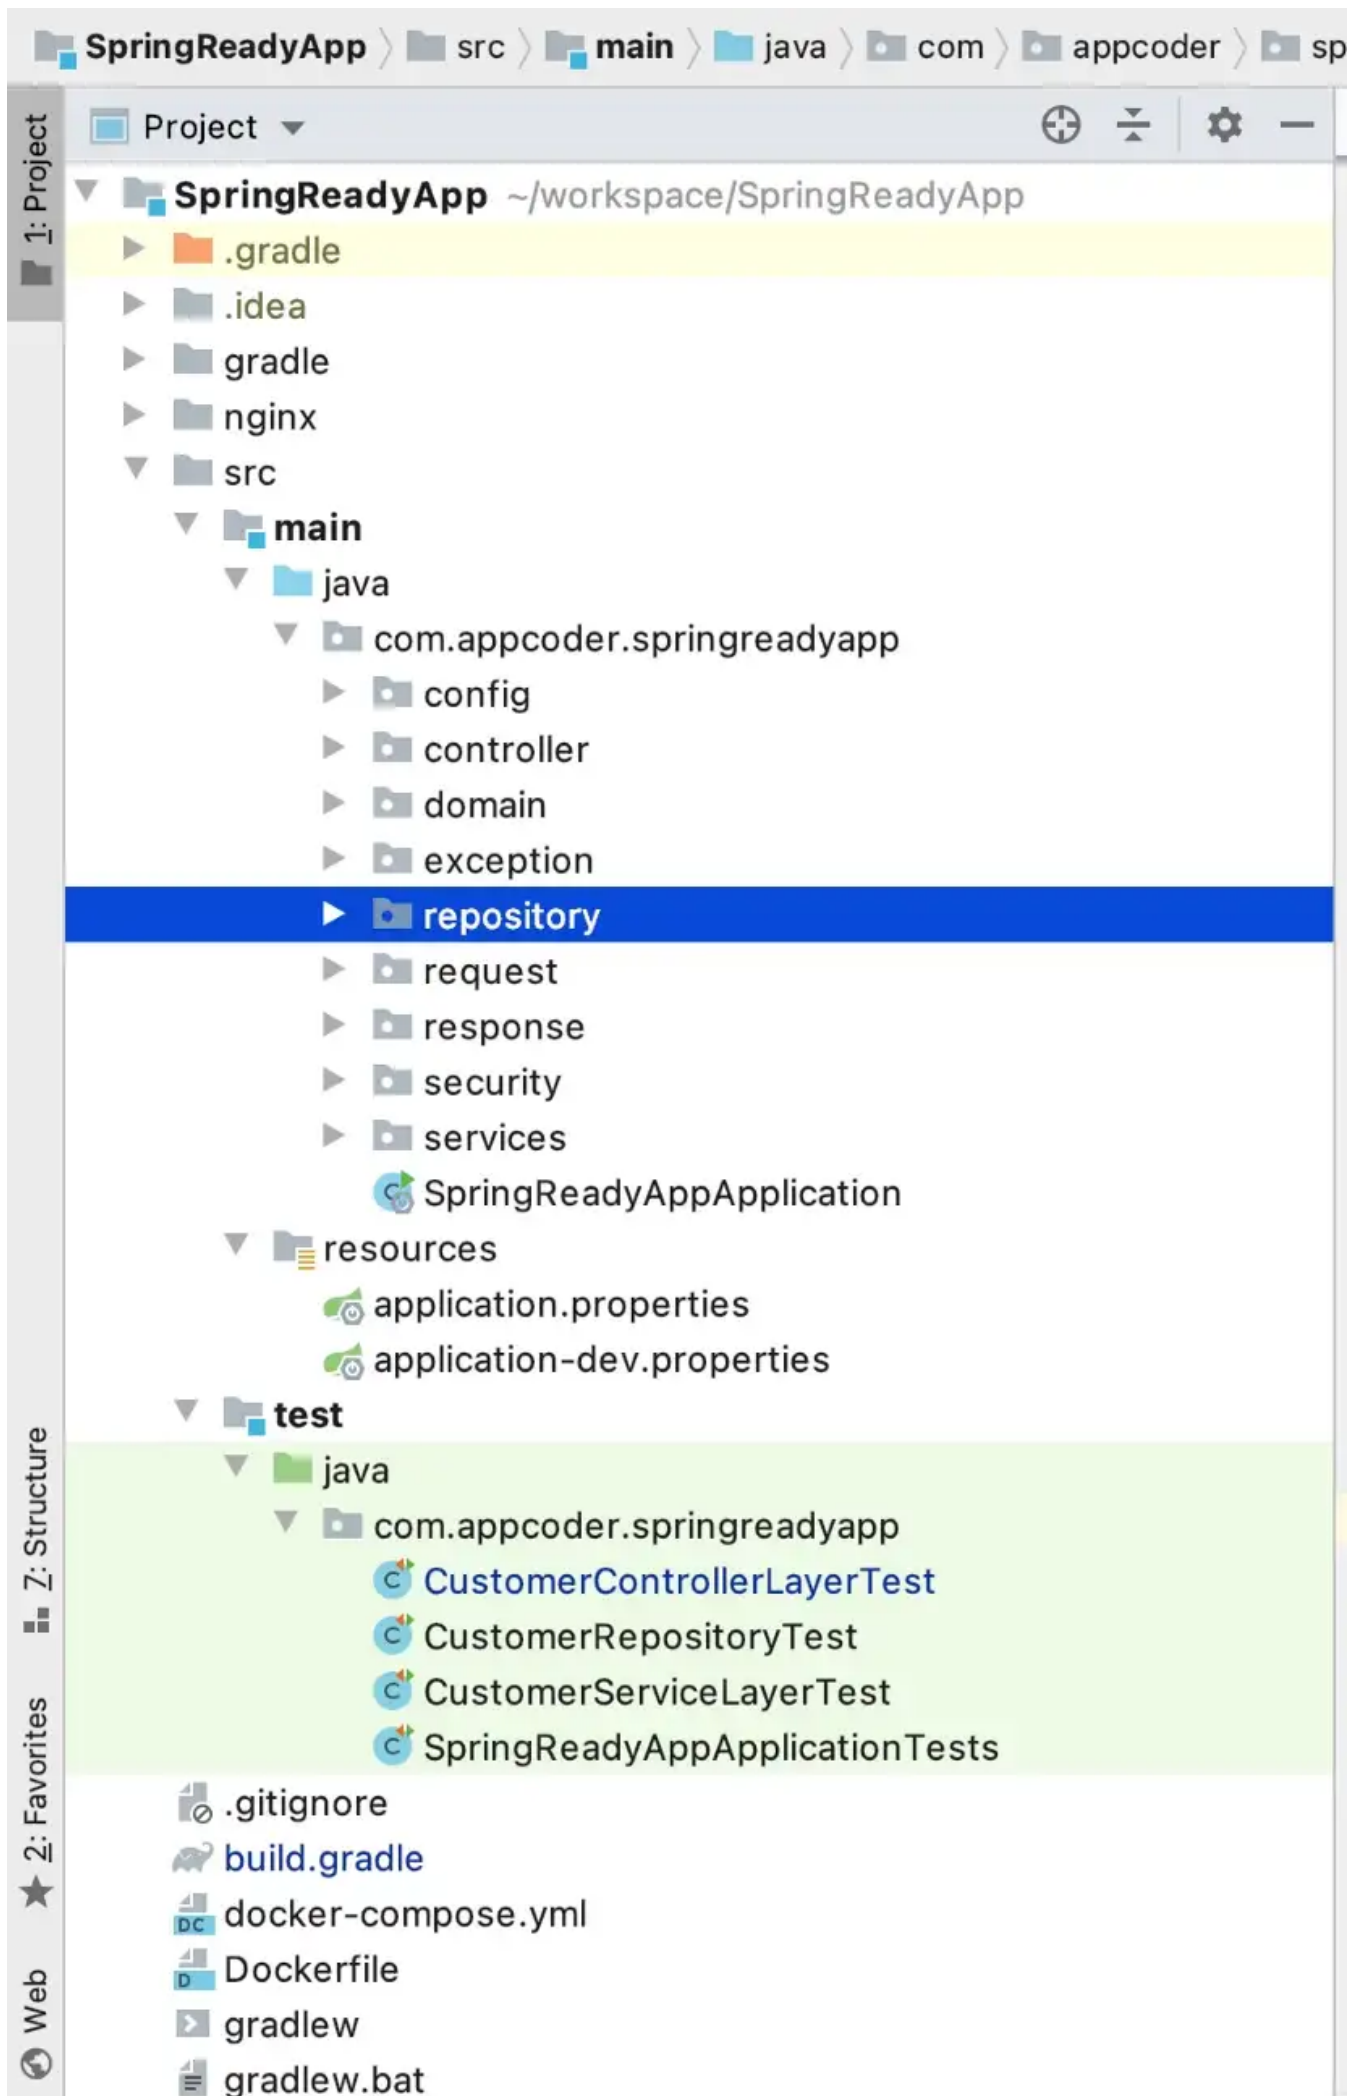 SpringReadyApp src main java com appcoder sp
1: Project
Project
SpringReadyApp ~/workspace/SpringReadyApp
.gradle
.idea
gradle
nginx
src
main
java
com.appcoder.springreadyapp
config
controller
domain
exception
repository
request
response
security
services
SpringReadyAppApplication
resources
application.properties
application-dev.properties
test
java
com.appcoder.springreadyapp
CustomerControllerLayerTest
CustomerRepositoryTest
CustomerServiceLayerTest
SpringReadyAppApplicationTests
.gitignore
build.gradle
docker-compose.yml
Dockerfile
gradlew
gradlew.bat
7: Structure
2: Favorites
Web